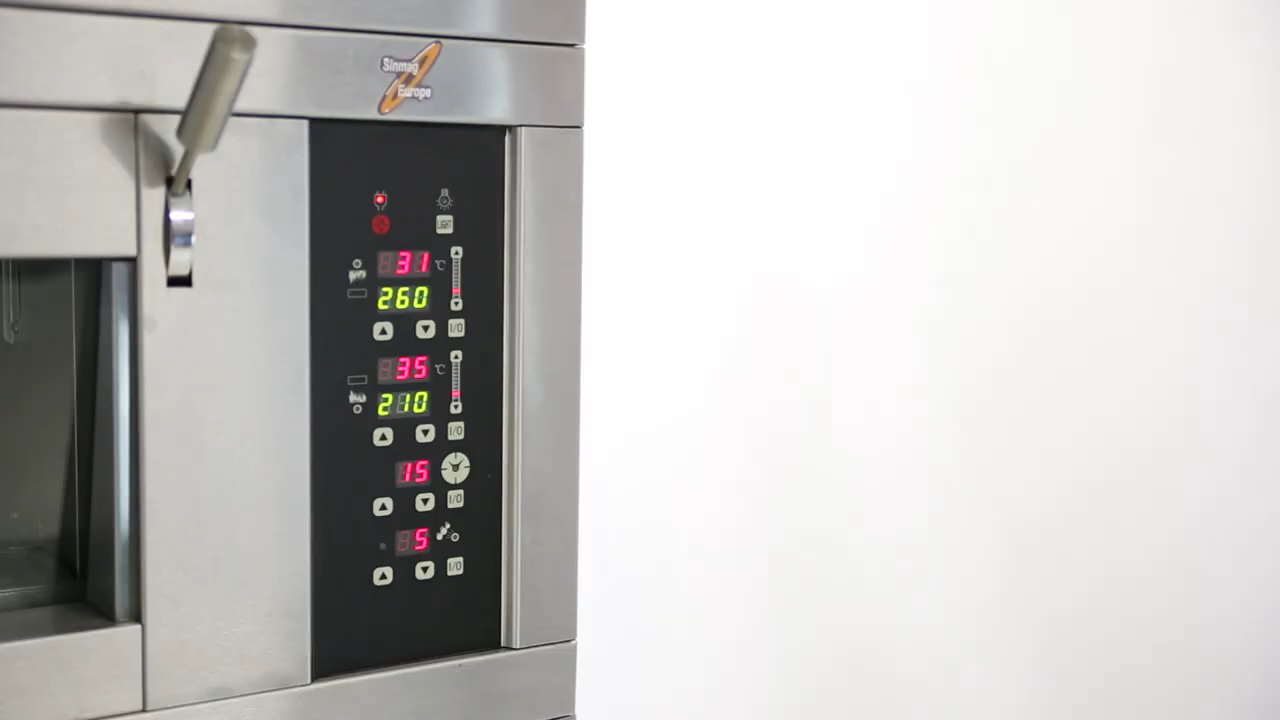 Sinmag
Europe
LIGHT
31 °C
260
I/O
35 °C
210
I/O
15
I/O
5
I/O